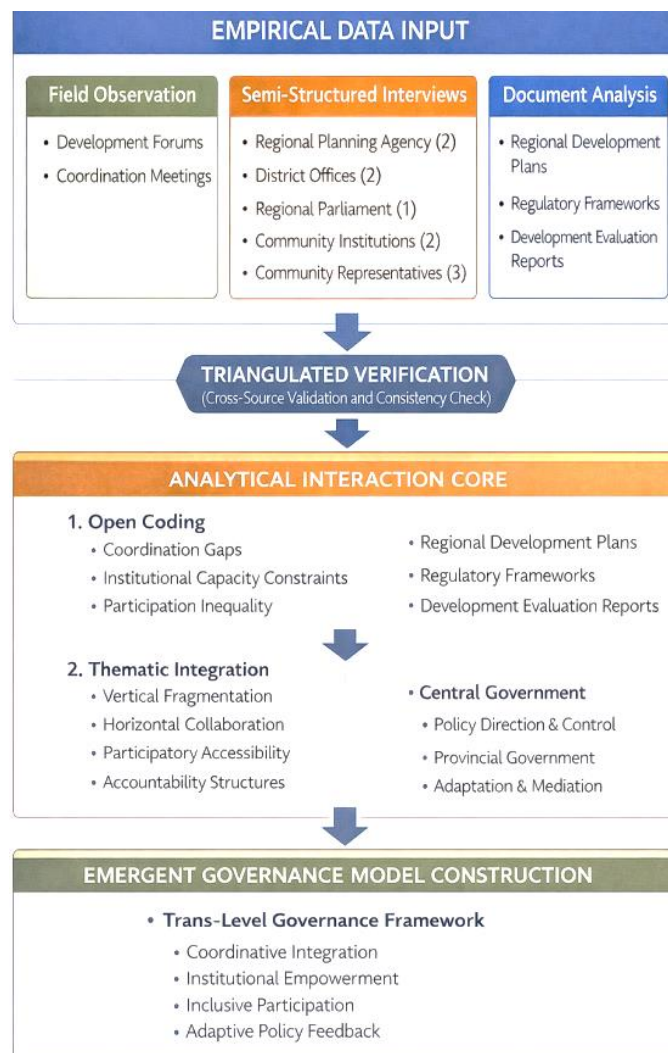 EMPIRICAL DATA INPUT
Field Observation
• Development Forums
• Coordination Meetings
Semi-Structured Interviews
• Regional Planning Agency (2)
• District Offices (2)
• Regional Parliament (1)
• Community Institutions (2)
• Community Representatives (3)
Document Analysis
• Regional Development
Plans
• Regulatory Frameworks
• Development Evaluation
Reports
TRIANGULATED VERIFICATION
(Cross-Source Validation and Consistency Check)
ANALYTICAL INTERACTION CORE
1. Open Coding
• Coordination Gaps
• Institutional Capacity Constraints
• Participation Inequality
• Regional Development Plans
• Regulatory Frameworks
• Development Evaluation Reports
2. Thematic Integration
• Vertical Fragmentation
• Horizontal Collaboration
• Participatory Accessibility
• Accountability Structures
• Central Government
• Policy Direction & Control
• Provincial Government
• Adaptation & Mediation
EMERGENT GOVERNANCE MODEL CONSTRUCTION
• Trans-Level Governance Framework
• Coordinative Integration
• Institutional Empowerment
• Inclusive Participation
• Adaptive Policy Feedback